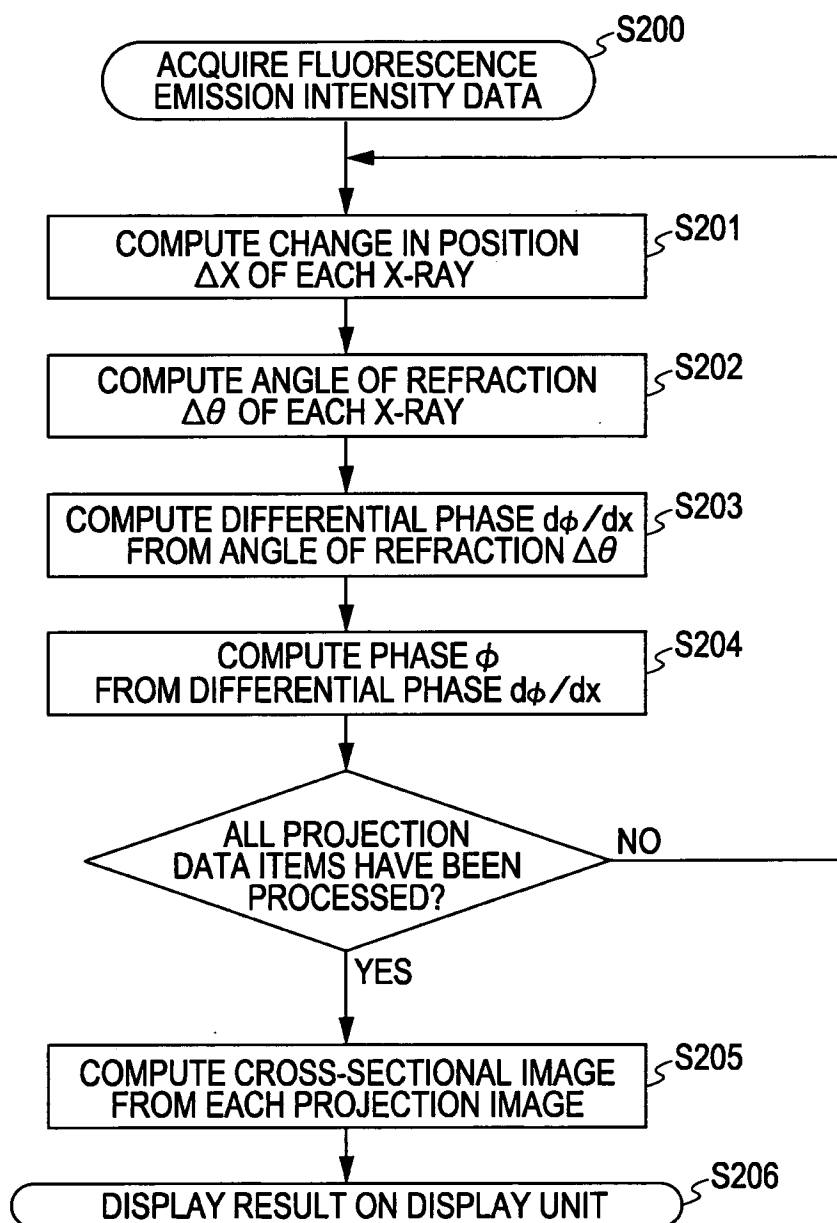 S200
ACQUIRE FLUORESCENCE
EMISSION INTENSITY DATA
S201
COMPUTE CHANGE IN POSITION
ΔX OF EACH X-RAY
S202
COMPUTE ANGLE OF REFRACTION
Δθ OF EACH X-RAY
S203
COMPUTE DIFFERENTIAL PHASE dϕ/dx
FROM ANGLE OF REFRACTION Δθ
S204
COMPUTE PHASE ϕ
FROM DIFFERENTIAL PHASE dϕ/dx
ALL PROJECTION
DATA ITEMS HAVE BEEN
PROCESSED?
NO
YES
S205
COMPUTE CROSS-SECTIONAL IMAGE
FROM EACH PROJECTION IMAGE
S206
DISPLAY RESULT ON DISPLAY UNIT